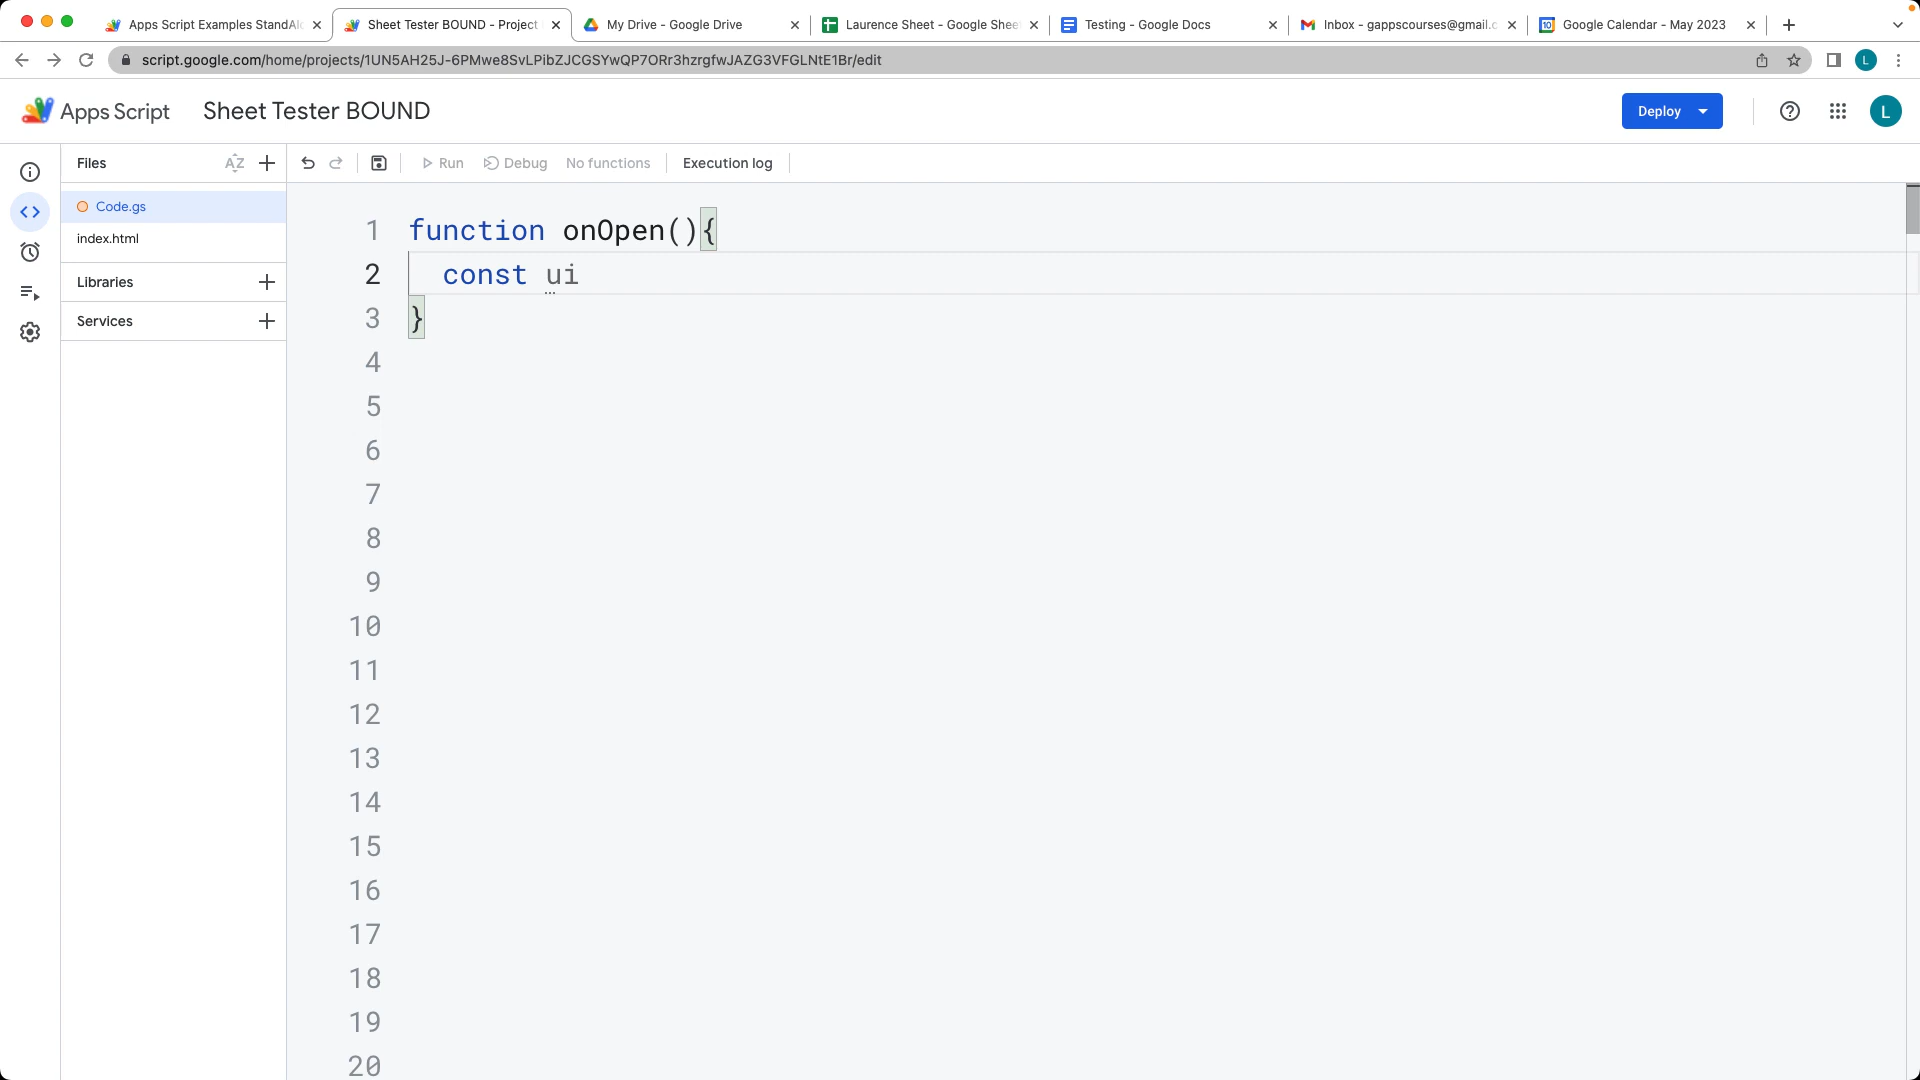 Apps Script Examples StandAlo
Sheet Tester BOUND - Project
My Drive - Google Drive
Laurence Sheet - Google Sheet
Testing - Google Docs
Inbox - gappscourses@gmail.c
Google Calendar - May 2023
script.google.com/home/projects/1UN5AH25J-6PMwe8SvLPibZJCGSYwQP7ORr3hzrgfwJAZG3VFGLNtE1Br/edit
L
Apps Script
Sheet Tester BOUND
Deploy
L
Files
AZ
Run
Debug
No functions
Execution log
Code.gs
index.html
Libraries
Services
1 function onOpen(){
2 const ui
3 }
4
5
6
7
8
9
10
11
12
13
14
15
16
17
18
19
20